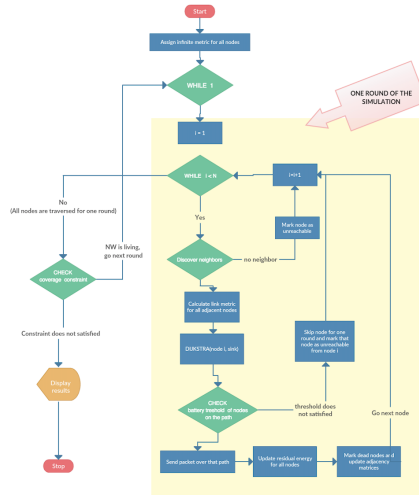 Start
Assign infinite metric for all nodes
WHILE 1
ONE ROUND OF THE
SIMULATION
i = 1
WHILE i < N
i=i+1
No
(All nodes are traversed for one round)
Yes
Mark node as
unreachable
NW is living,
go next round
Discover neighbors
no neighbor
CHECK
coverage constraint
Calculate link metric
for all adjacent nodes
Constraint does not satisfied
DIJKSTRA(node i, sink)
Skip node for one
round and mark that
node as unreachable
from node i
Display
results
CHECK
battery treshold of nodes
on the path
threshold does
not satisfied
Go next node
Stop
Send packet over that path
Update residual energy
for all nodes
Mark dead nodes and
update adjacency
matrices